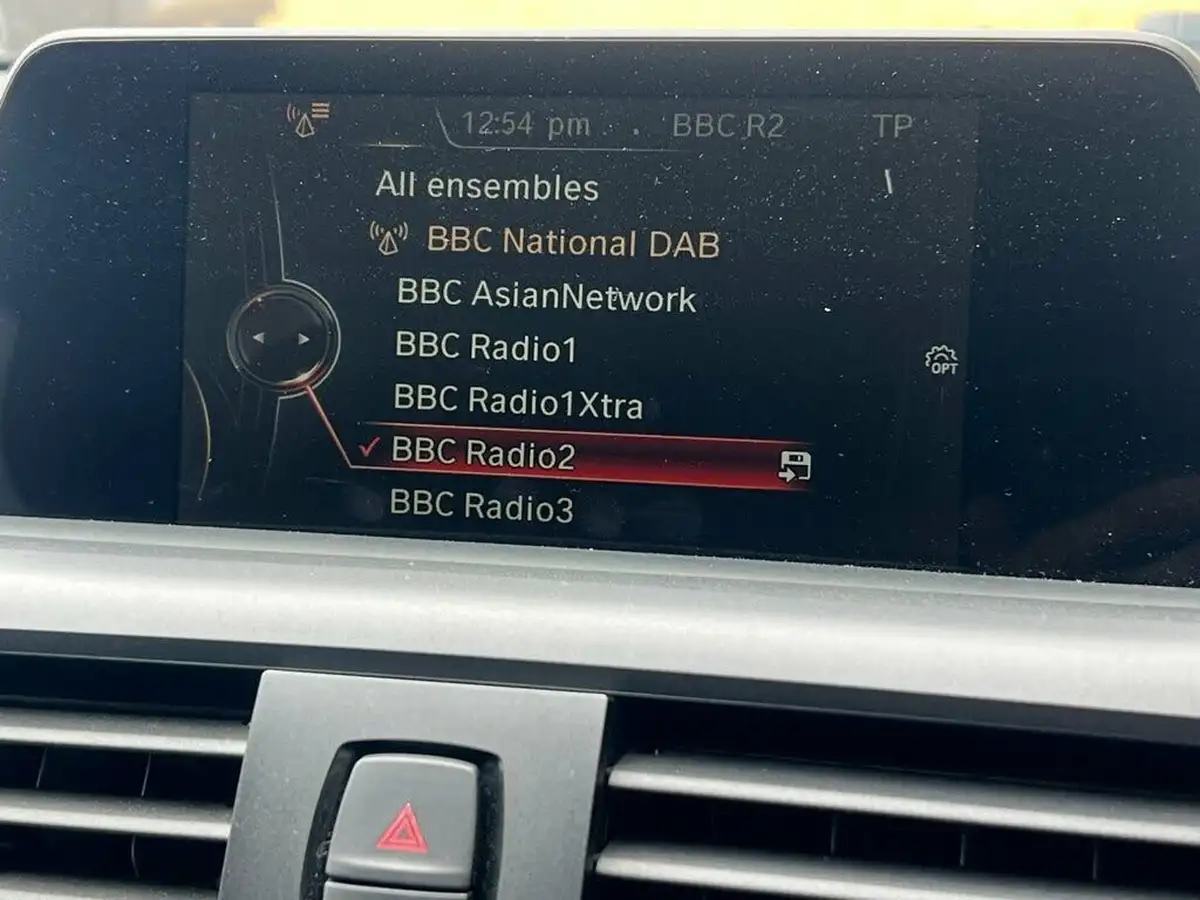 12:54 pm . BBC R2 TP
All ensembles
BBC National DAB
BBC AsianNetwork
BBC Radio1
BBC Radio1Xtra
OPT
BBC Radio2
BBC Radio3